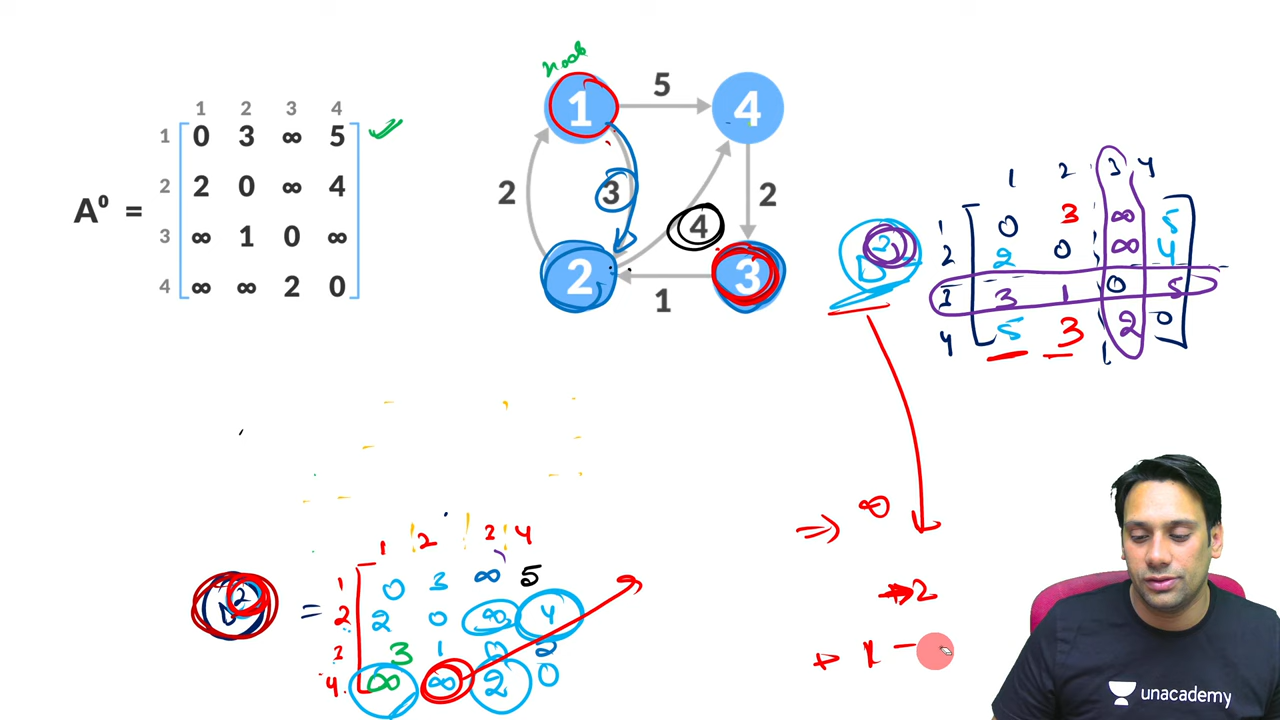 node
1 2 3 4
1 0 3 ∞ 5
2 2 0 ∞ 4
3 ∞ 1 0 ∞
4 ∞ ∞ 2 0
A⁰ =
1 5 4
2 3 4 2
2 1 3
1 2 3 4
1 0 3 ∞ 5
2 2 0 ∞ 4
3 3 1 0 5
4 5 3 2 0
D³
⇒ ∞
→2
+ 1 -
1 2 3 4
1 0 3 ∞ 5
D² = 2 2 0 ∞ 4
3 1
4. ∞ ∞ 2 0
unacademy